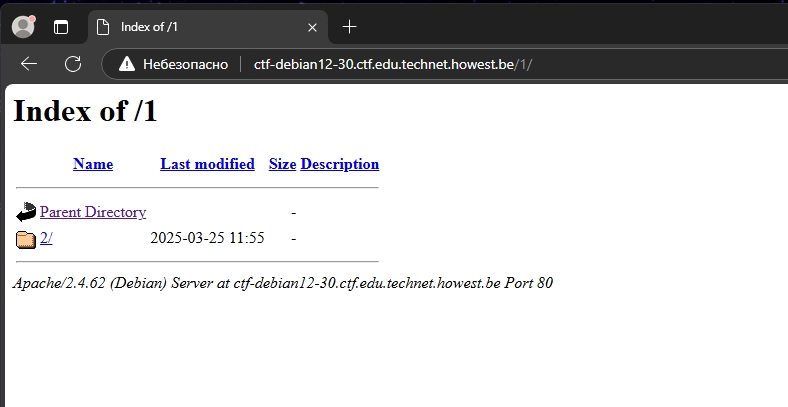 Index of /1
Небезопасно ctf-debian12-30.ctf.edu.technet.howest.be/1/
Index of /1
Name Last modified Size Description
Parent Directory -
2/ 2025-03-25 11:55 -
Apache/2.4.62 (Debian) Server at ctf-debian12-30.ctf.edu.technet.howest.be Port 80